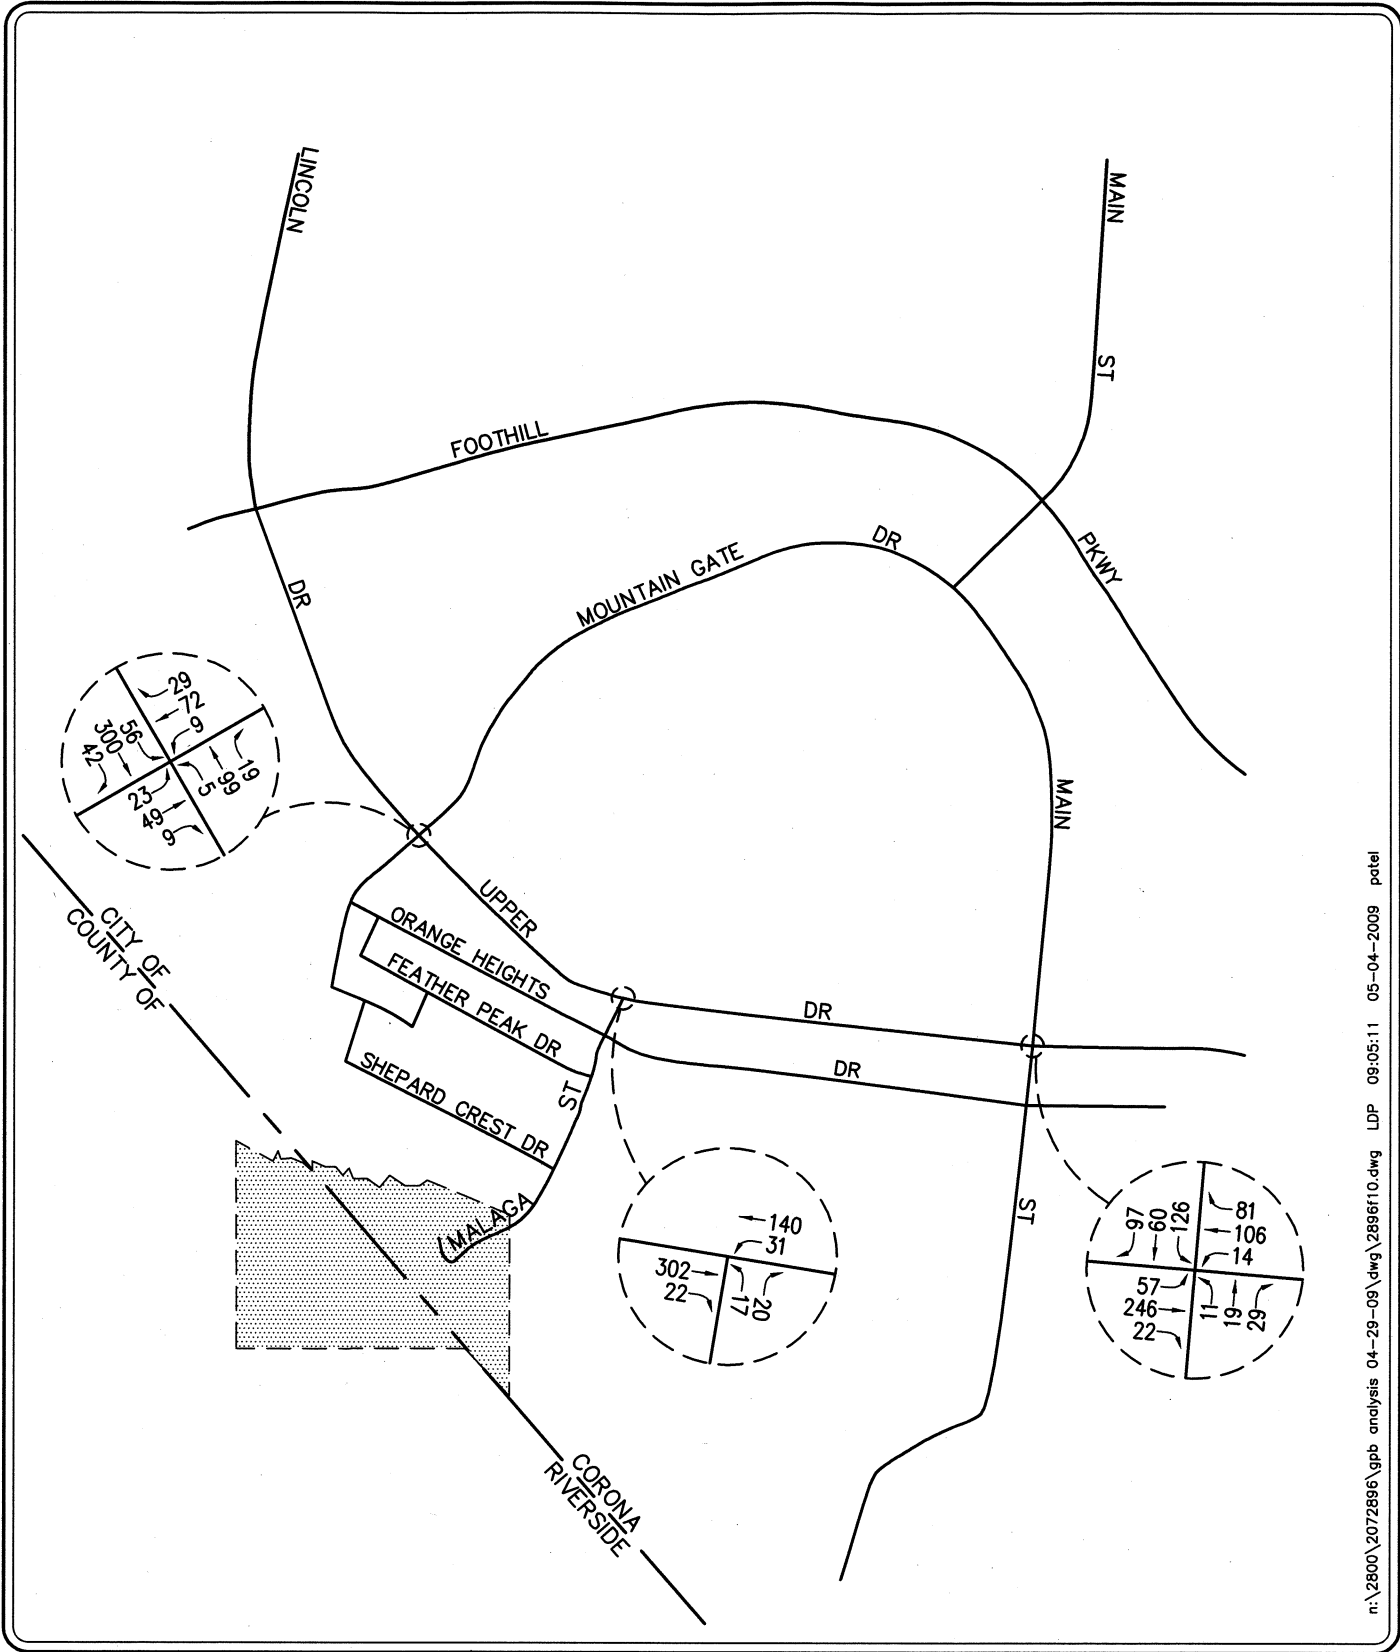 LINCOLN
MAIN
ST
FOOTHILL
DR
PKWY
MOUNTAIN GATE
DR
MAIN
29
72
9
56
300
42
19
99
5
23
49
9
UPPER
ORANGE HEIGHTS
DR
FEATHER PEAK DR
DR
SHEPARD CREST DR
ST
MALAGA
CITY OF
COUNTY OF
CORONA
RIVERSIDE
140
31
302
22
17
20
ST
97
60
126
81
106
14
57
246
22
11
19
29
n:\2800\2072896\gpb analysis 04-29-09\dwg\2896f10.dwg LDP 09:05:11 05-04-2009 patel